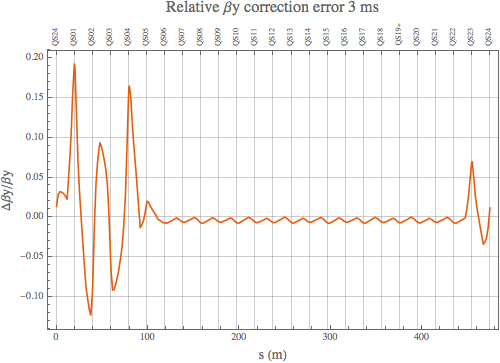 Relative βy correction error 3 ms
QS24 QS01 QS02 QS03 QS04 QS05 QS06 QS07 QS08 QS09 QS10 QS11 QS12 QS13 QS14 QS15 QS16 QS17 QS18 QS19* QS20 QS21 QS22 QS23 QS24
0.20
0.15
0.10
0.05
0.00
-0.05
-0.10
Δβy/βy
0 100 200 300 400
s (m)